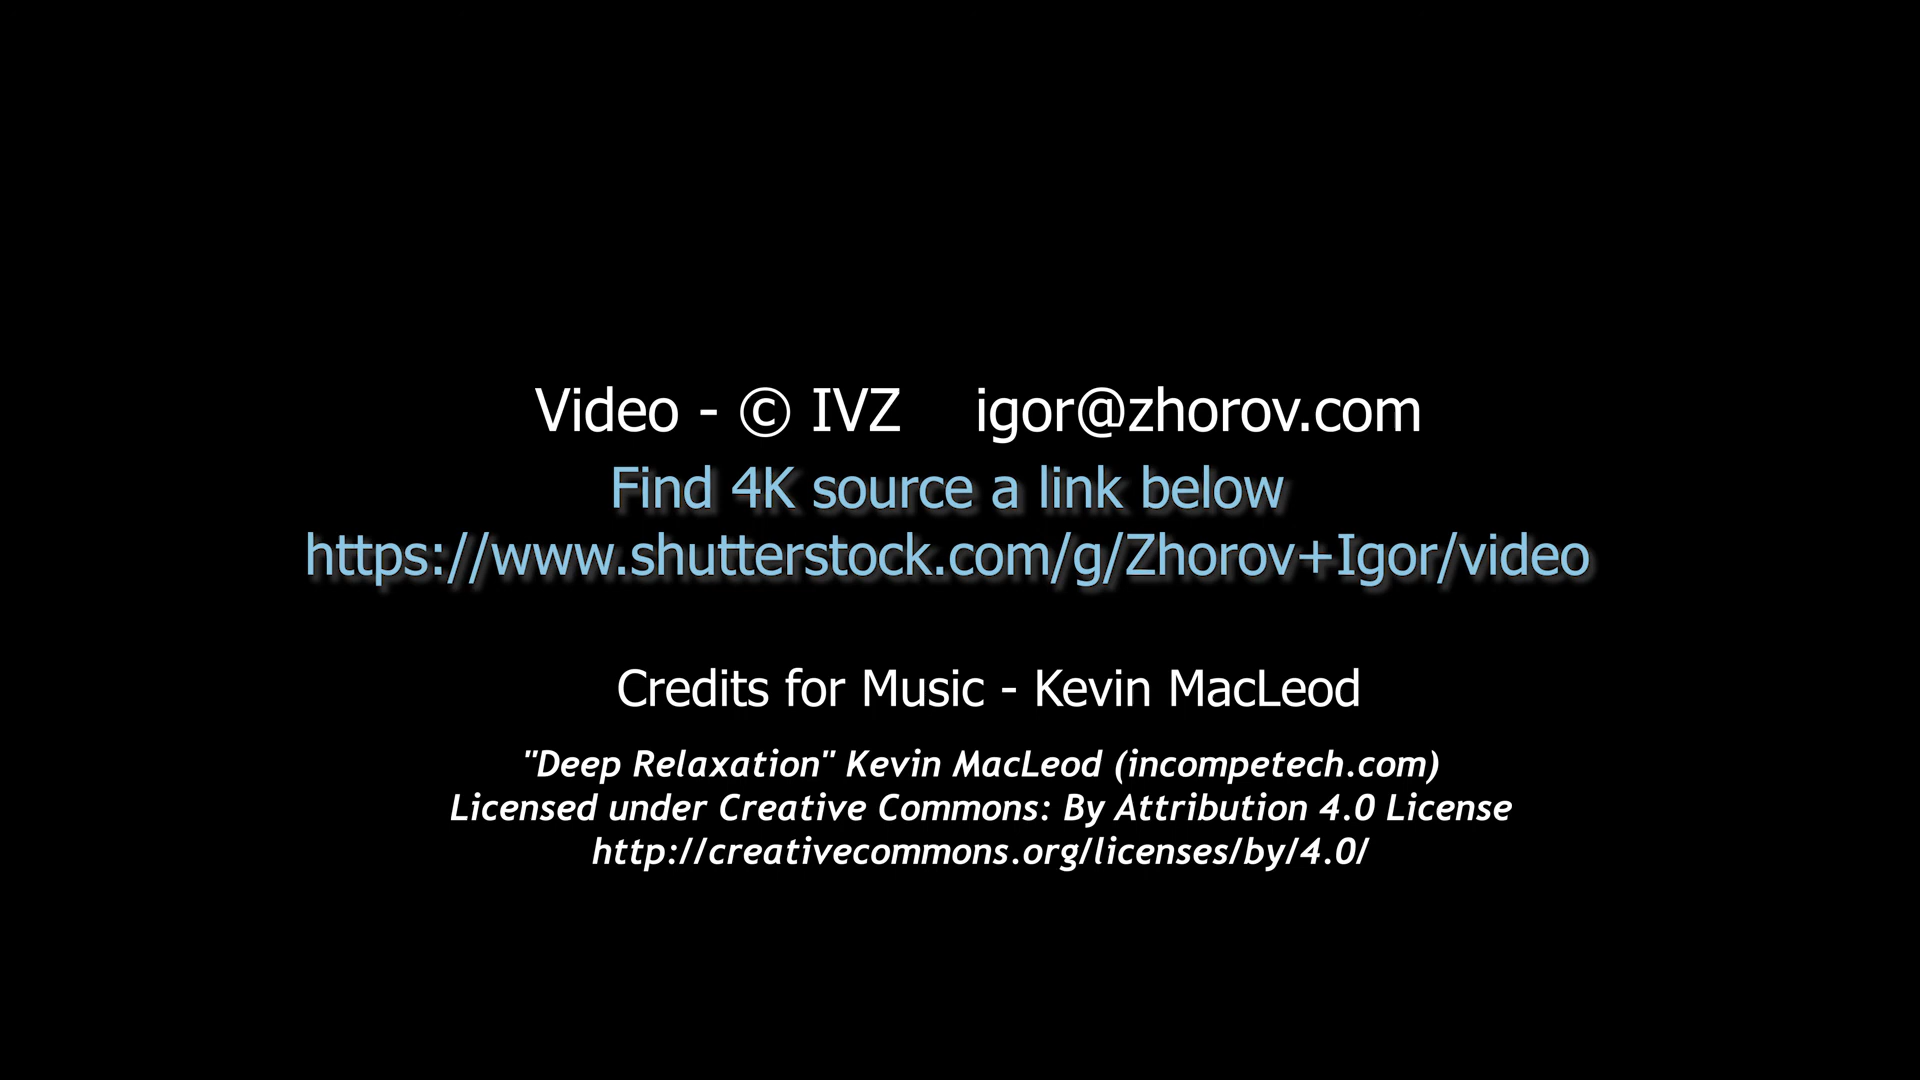 Video - © IVZ igor@zhorov.com
Find 4K source a link below
https://www.shutterstock.com/g/Zhorov+Igor/video
Credits for Music - Kevin MacLeod
"Deep Relaxation" Kevin MacLeod (incompetech.com)
Licensed under Creative Commons: By Attribution 4.0 License
http://creativecommons.org/licenses/by/4.0/